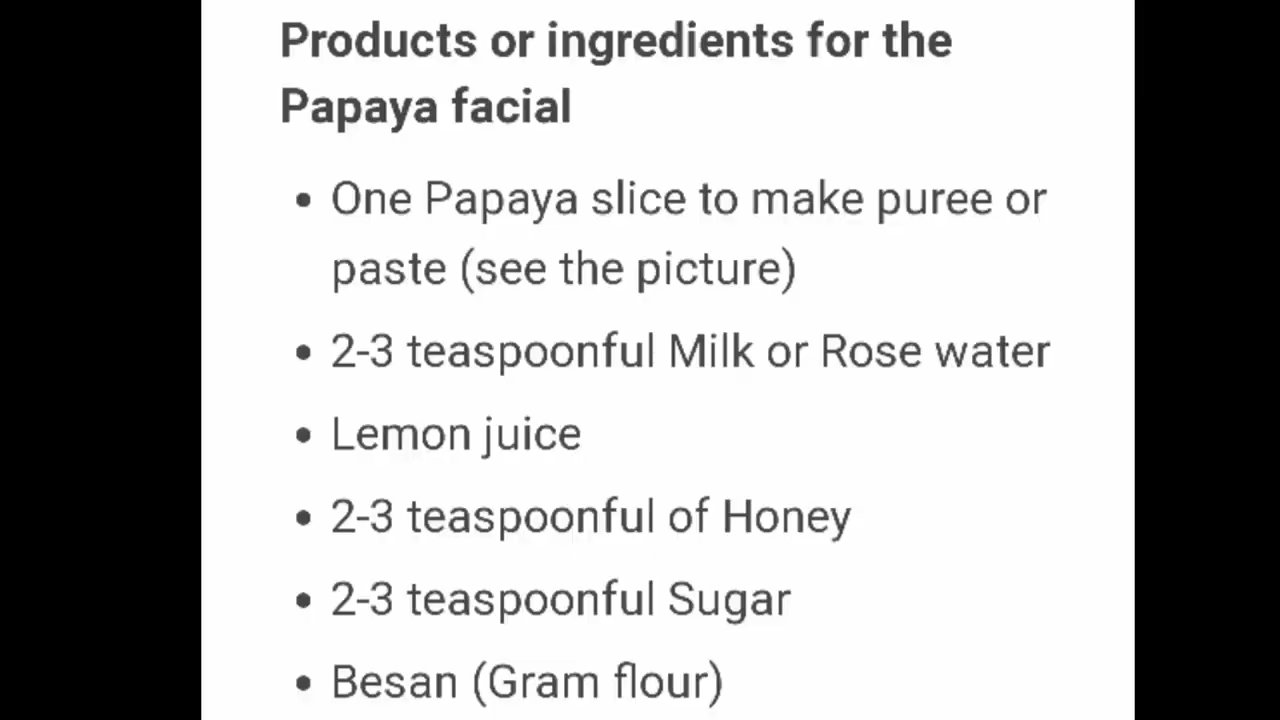 Products or ingredients for the
Papaya facial
• One Papaya slice to make puree or
paste (see the picture)
• 2-3 teaspoonful Milk or Rose water
• Lemon juice
• 2-3 teaspoonful of Honey
• 2-3 teaspoonful Sugar
• Besan (Gram flour)